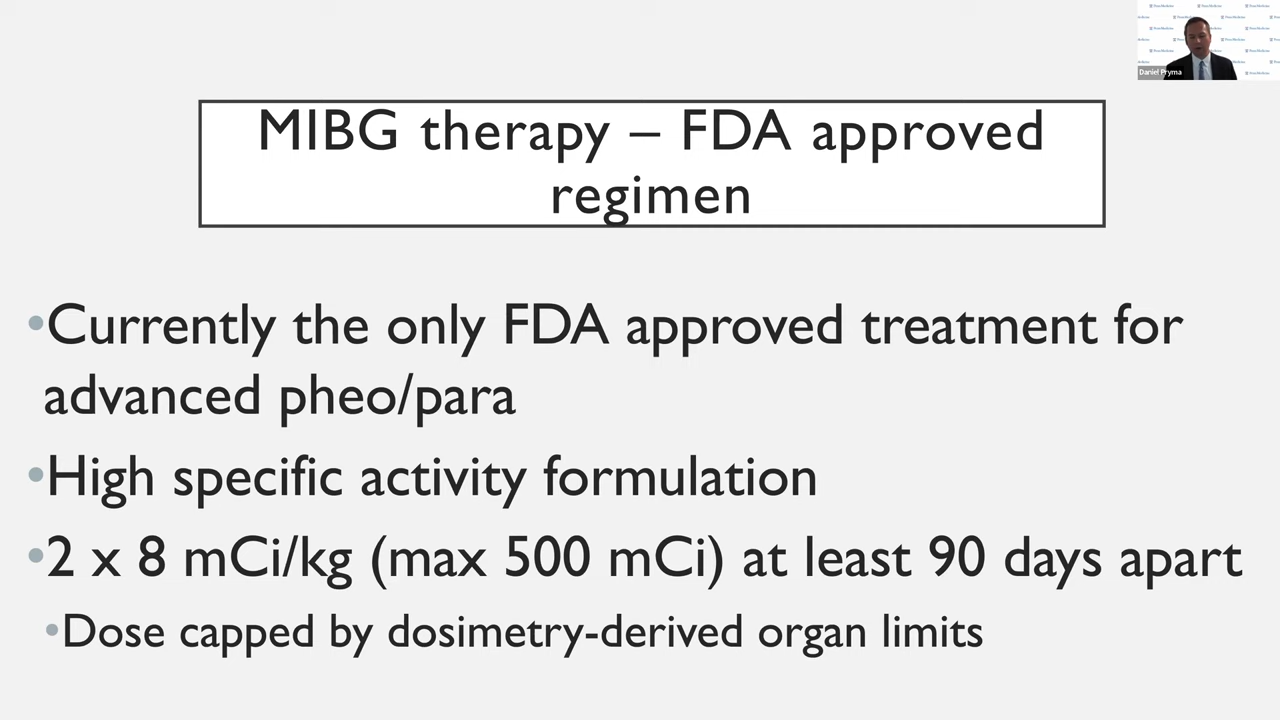 Daniel Pryma
MIBG therapy – FDA approved
regimen
•Currently the only FDA approved treatment for
advanced pheo/para
•High specific activity formulation
•2 x 8 mCi/kg (max 500 mCi) at least 90 days apart
•Dose capped by dosimetry-derived organ limits